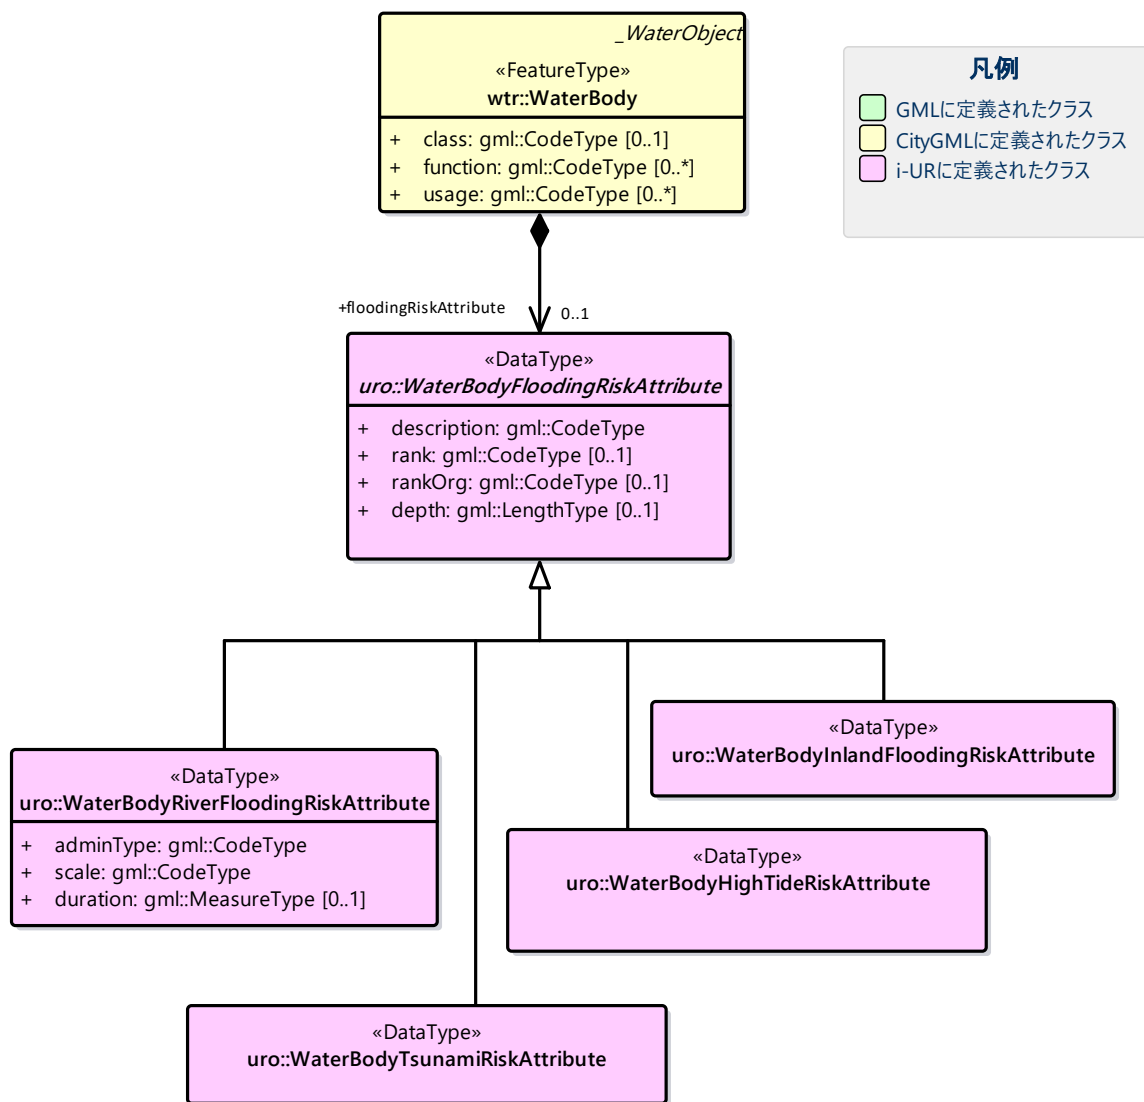 _WaterObject
«FeatureType»
wtr::WaterBody
+ class: gml::CodeType [0..1]
+ function: gml::CodeType [0..*]
+ usage: gml::CodeType [0..*]
凡例
GMLに定義されたクラス
CityGMLに定義されたクラス
i-URに定義されたクラス
+floodingRiskAttribute
0..1
«DataType»
uro::WaterBodyFloodingRiskAttribute
+ description: gml::CodeType
+ rank: gml::CodeType [0..1]
+ rankOrg: gml::CodeType [0..1]
+ depth: gml::LengthType [0..1]
«DataType»
uro::WaterBodyInlandFloodingRiskAttribute
«DataType»
uro::WaterBodyRiverFloodingRiskAttribute
+ adminType: gml::CodeType
+ scale: gml::CodeType
+ duration: gml::MeasureType [0..1]
«DataType»
uro::WaterBodyHighTideRiskAttribute
«DataType»
uro::WaterBodyTsunamiRiskAttribute